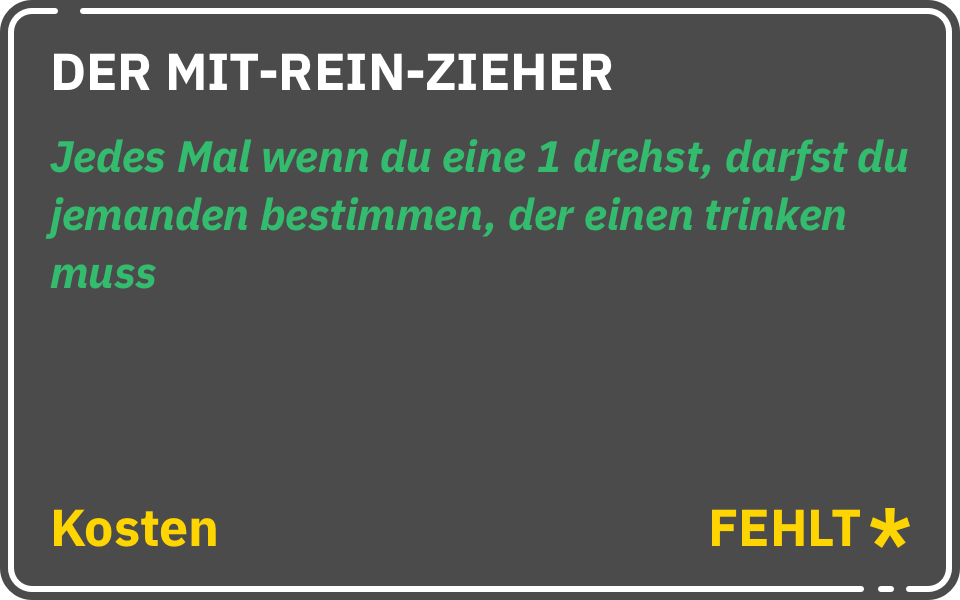 DER MIT-REIN-ZIEHER
Jedes Mal wenn du eine 1 drehst, darfst du
jemanden bestimmen, der einen trinken
muss
Kosten FEHLT*